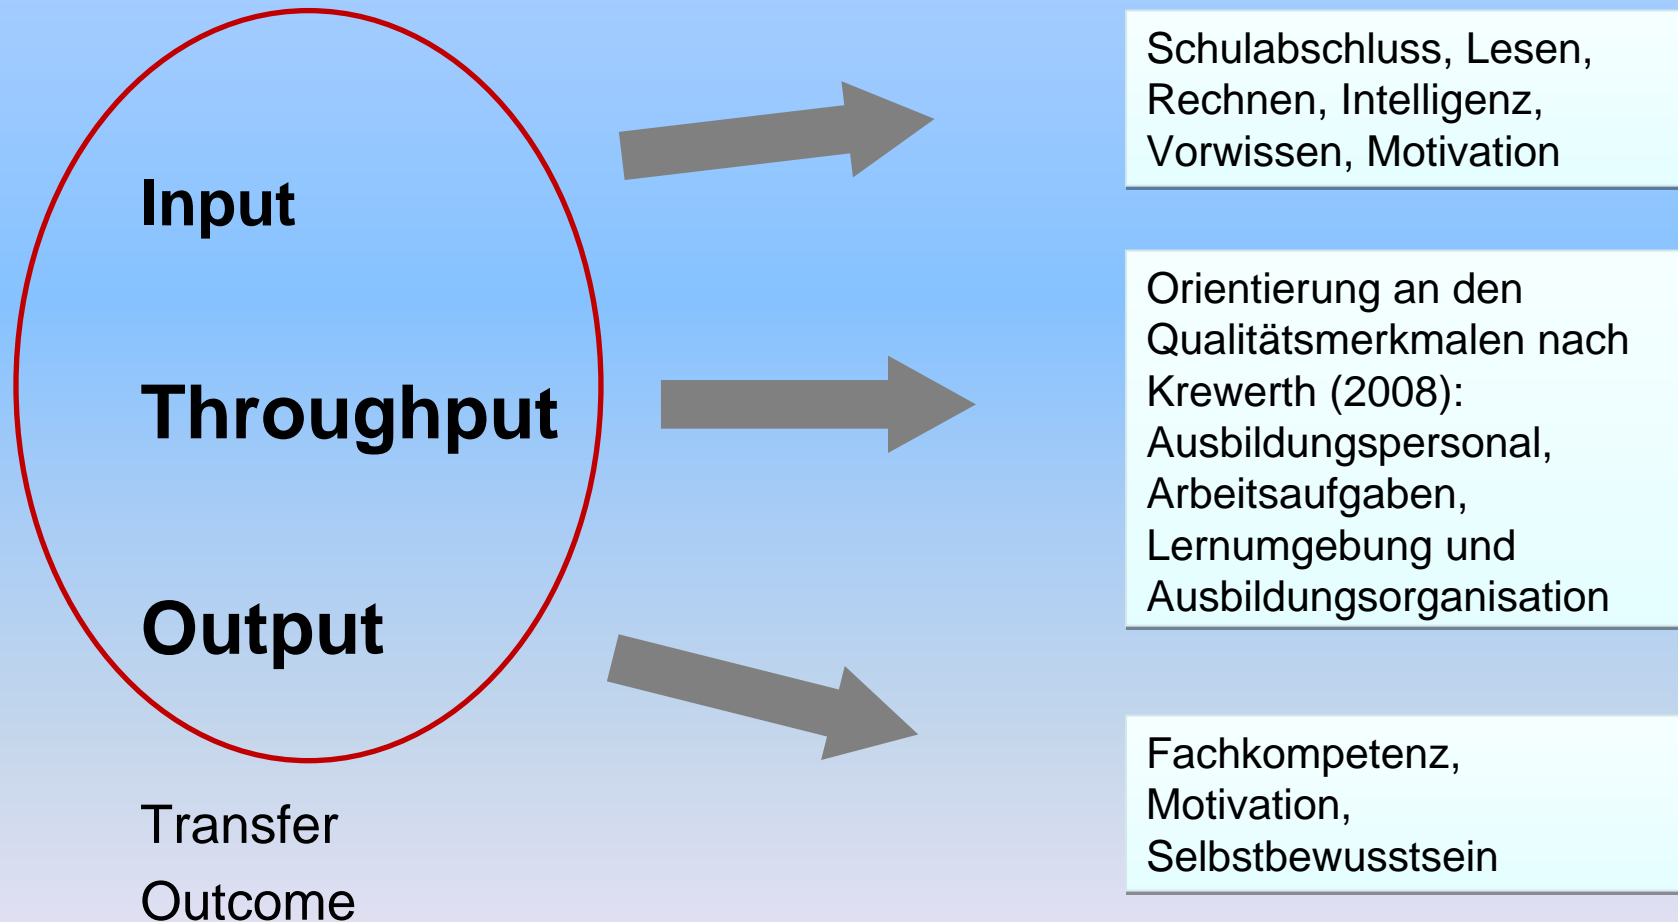 Input
Throughput
Output
Transfer
Outcome
Schulabschluss, Lesen,
Rechnen, Intelligenz,
Vorwissen, Motivation
Orientierung an den
Qualitätsmerkmalen nach
Krewerth (2008):
Ausbildungspersonal,
Arbeitsaufgaben,
Lernumgebung und
Ausbildungsorganisation
Fachkompetenz,
Motivation,
Selbstbewusstsein